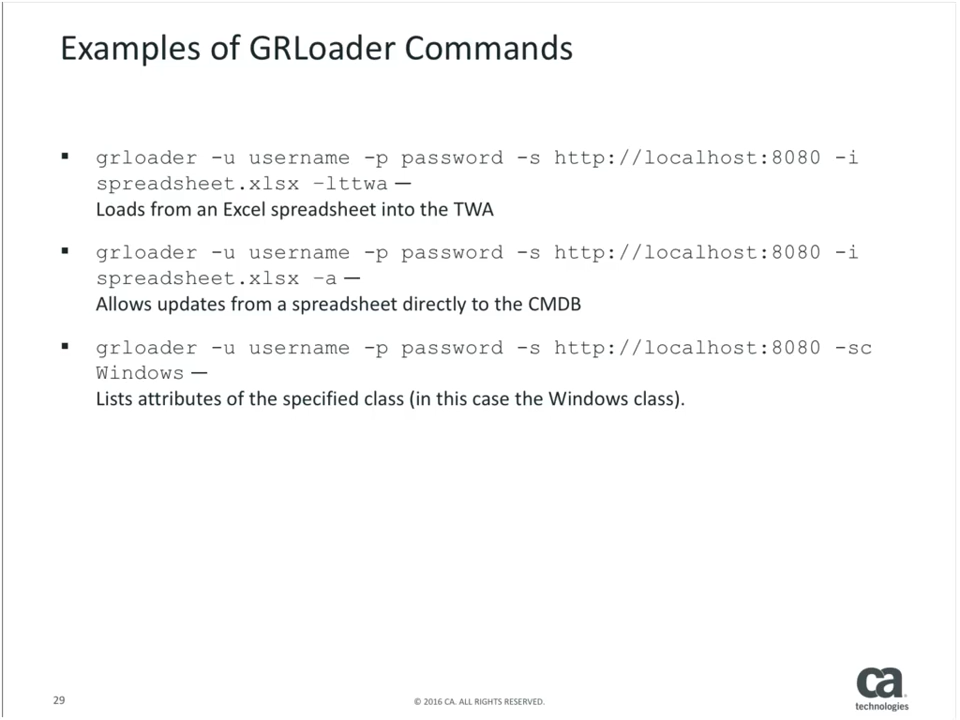 Examples of GRLoader Commands
▪ grloader -u username -p password -s http://localhost:8080 -i
spreadsheet.xlsx –lttwa —
Loads from an Excel spreadsheet into the TWA
▪ grloader -u username -p password -s http://localhost:8080 -i
spreadsheet.xlsx –a —
Allows updates from a spreadsheet directly to the CMDB
▪ grloader -u username -p password -s http://localhost:8080 -sc
Windows —
Lists attributes of the specified class (in this case the Windows class).
29
© 2016 CA. ALL RIGHTS RESERVED.
ca
technologies